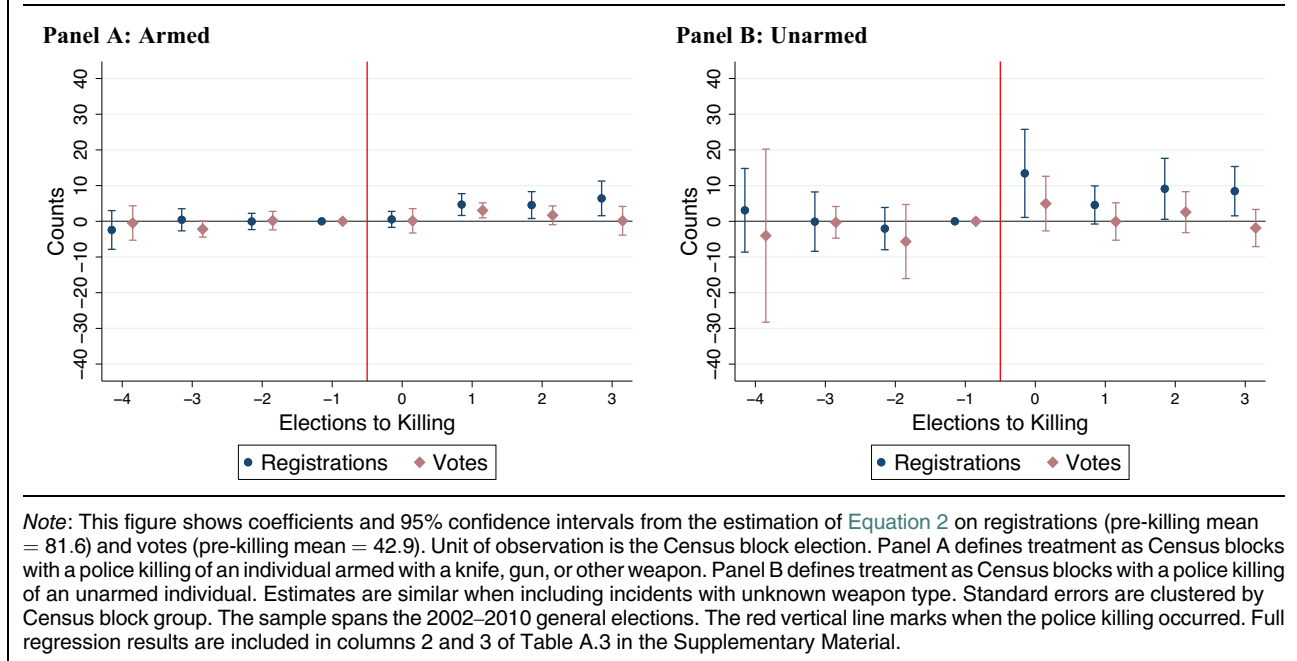 Panel A: Armed
Counts
40
30
20
10
0
−10
−20
−30
−40
−4 −3 −2 −1 0 1 2 3
Elections to Killing
Registrations Votes
Panel B: Unarmed
Counts
40
30
20
10
0
−10
−20
−30
−40
−4 −3 −2 −1 0 1 2 3
Elections to Killing
Registrations Votes
Note: This figure shows coefficients and 95% confidence intervals from the estimation of Equation 2 on registrations (pre-killing mean
= 81.6) and votes (pre-killing mean = 42.9). Unit of observation is the Census block election. Panel A defines treatment as Census blocks
with a police killing of an individual armed with a knife, gun, or other weapon. Panel B defines treatment as Census blocks with a police killing
of an unarmed individual. Estimates are similar when including incidents with unknown weapon type. Standard errors are clustered by
Census block group. The sample spans the 2002–2010 general elections. The red vertical line marks when the police killing occurred. Full
regression results are included in columns 2 and 3 of Table A.3 in the Supplementary Material.